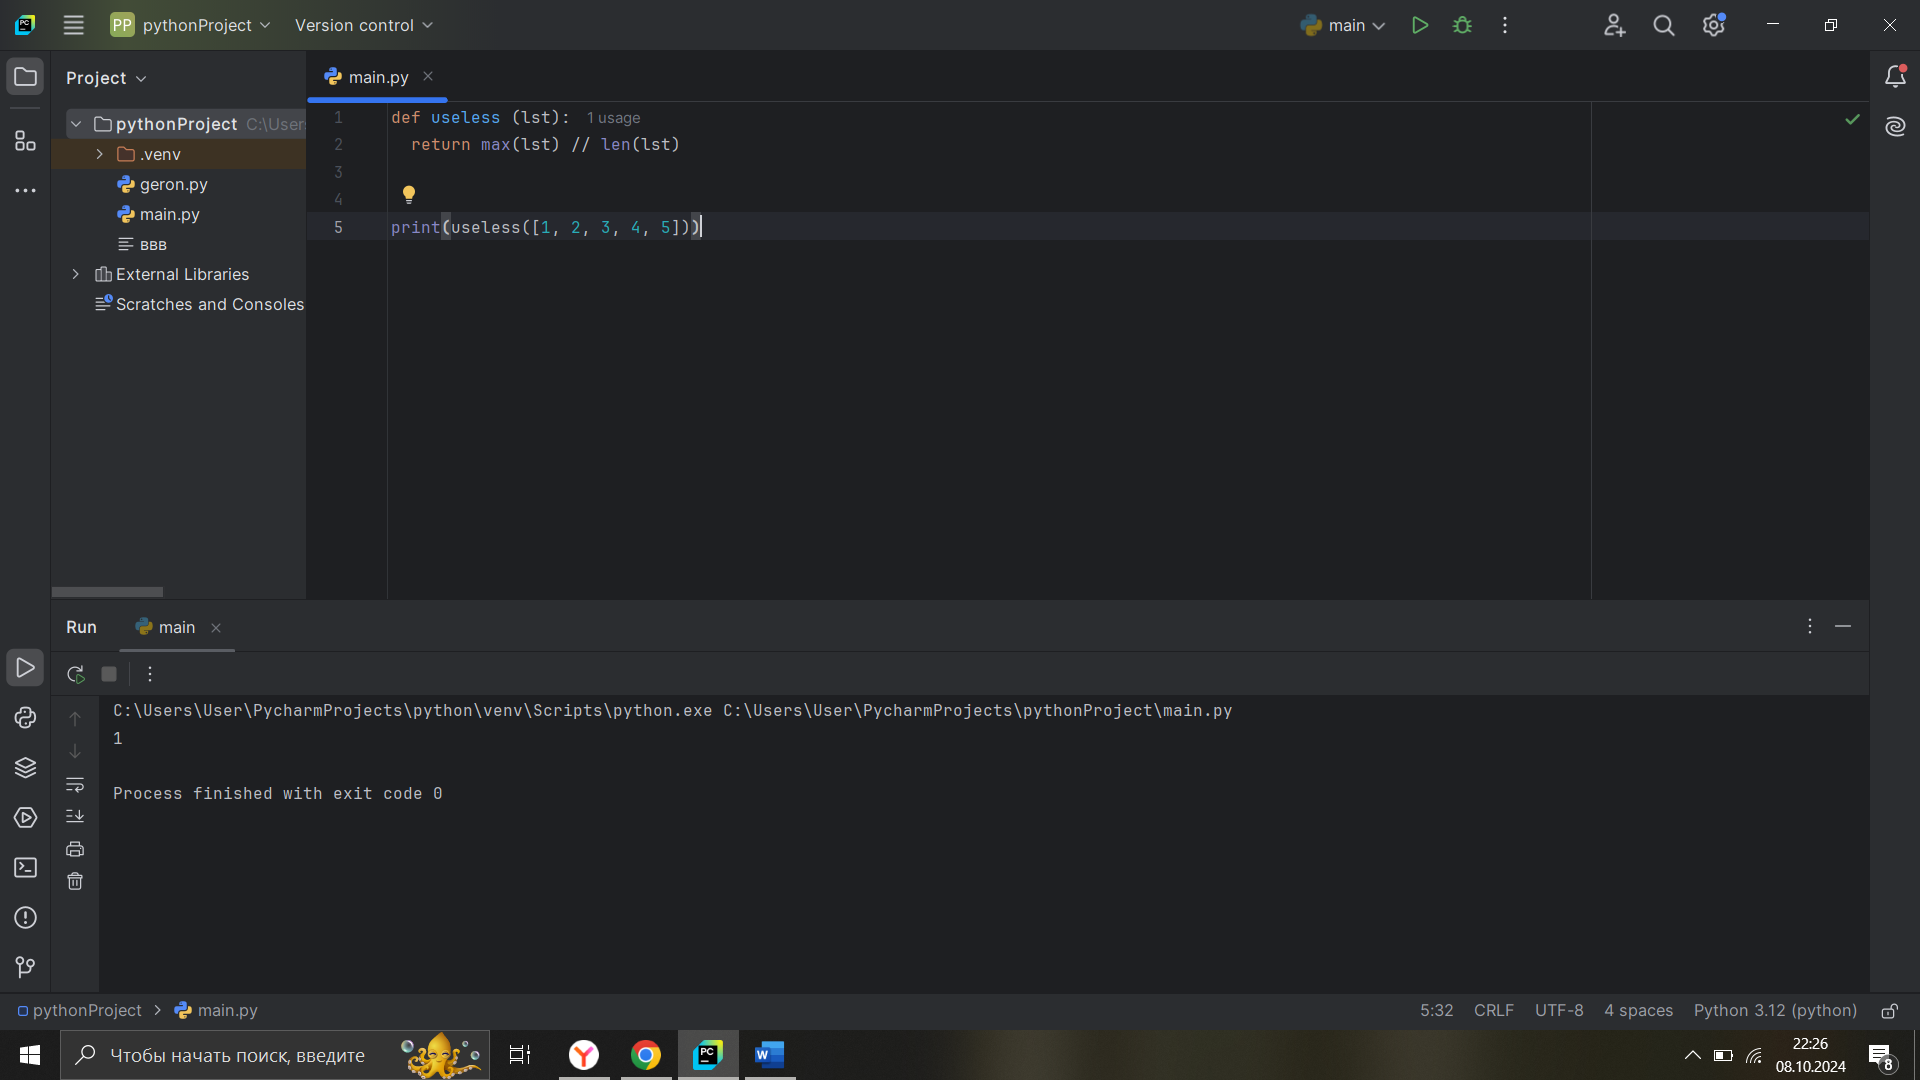 PP pythonProject Version control main
Project main.py
pythonProject C:\User
.venv
geron.py
main.py
ввв
External Libraries
Scratches and Consoles
1 def useless (lst): 1 usage
2 return max(lst) // len(lst)
3
4
5 print(useless([1, 2, 3, 4, 5]))
Run main
C:\Users\User\PycharmProjects\python\venv\Scripts\python.exe C:\Users\User\PycharmProjects\pythonProject\main.py
1
Process finished with exit code 0
pythonProject > main.py 5:32 CRLF UTF-8 4 spaces Python 3.12 (python)
Чтобы начать поиск, введите
22:26
08.10.2024
8